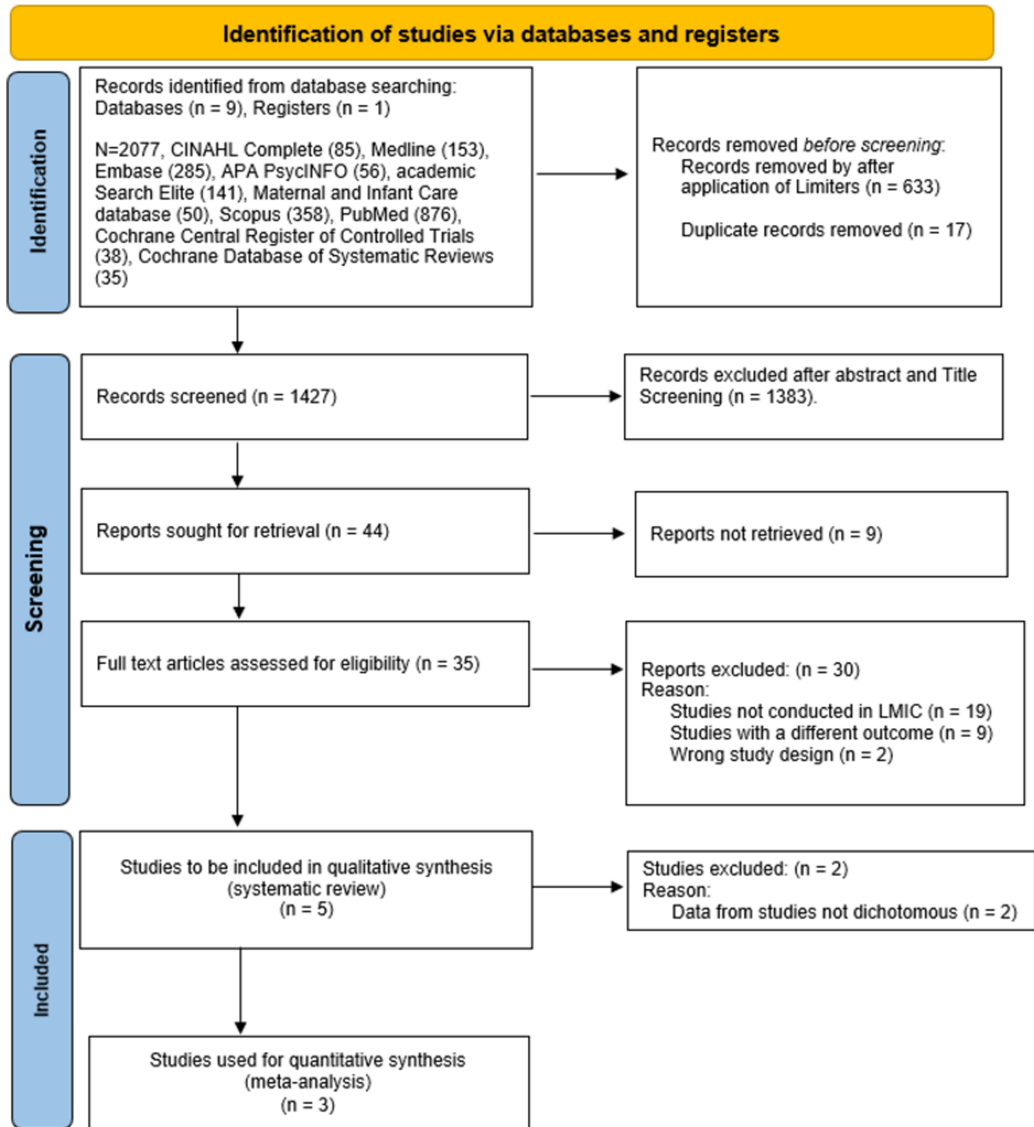 Identification of studies via databases and registers
Identification
Records identified from database searching:
Databases (n = 9), Registers (n = 1)
N=2077, CINAHL Complete (85), Medline (153),
Embase (285), APA PsycINFO (56), academic
Search Elite (141), Maternal and Infant Care
database (50), Scopus (358), PubMed (876),
Cochrane Central Register of Controlled Trials
(38), Cochrane Database of Systematic Reviews
(35)
Records removed before screening:
Records removed by after
application of Limiters (n = 633)
Duplicate records removed (n = 17)
Screening
Records screened (n = 1427)
Records excluded after abstract and Title
Screening (n = 1383).
Reports sought for retrieval (n = 44)
Reports not retrieved (n = 9)
Full text articles assessed for eligibility (n = 35)
Reports excluded: (n = 30)
Reason:
Studies not conducted in LMIC (n = 19)
Studies with a different outcome (n = 9)
Wrong study design (n = 2)
Included
Studies to be included in qualitative synthesis
(systematic review)
(n = 5)
Studies excluded: (n = 2)
Reason:
Data from studies not dichotomous (n = 2)
Studies used for quantitative synthesis
(meta-analysis)
(n = 3)